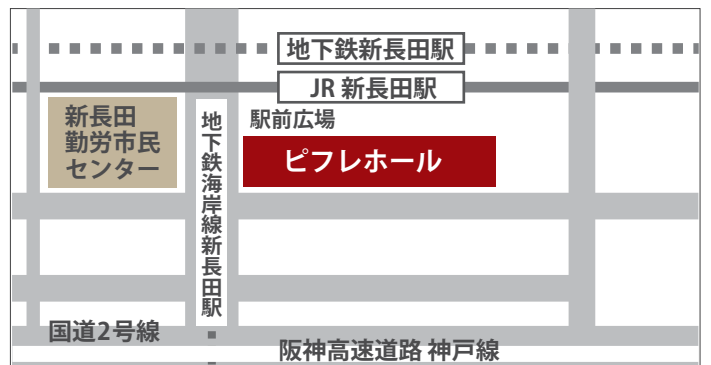 地下鉄新長田駅
JR 新長田駅
新長田
勤労市民
センター
地下鉄海岸線新長田駅
駅前広場
ピフレホール
国道2号線
阪神高速道路 神戸線